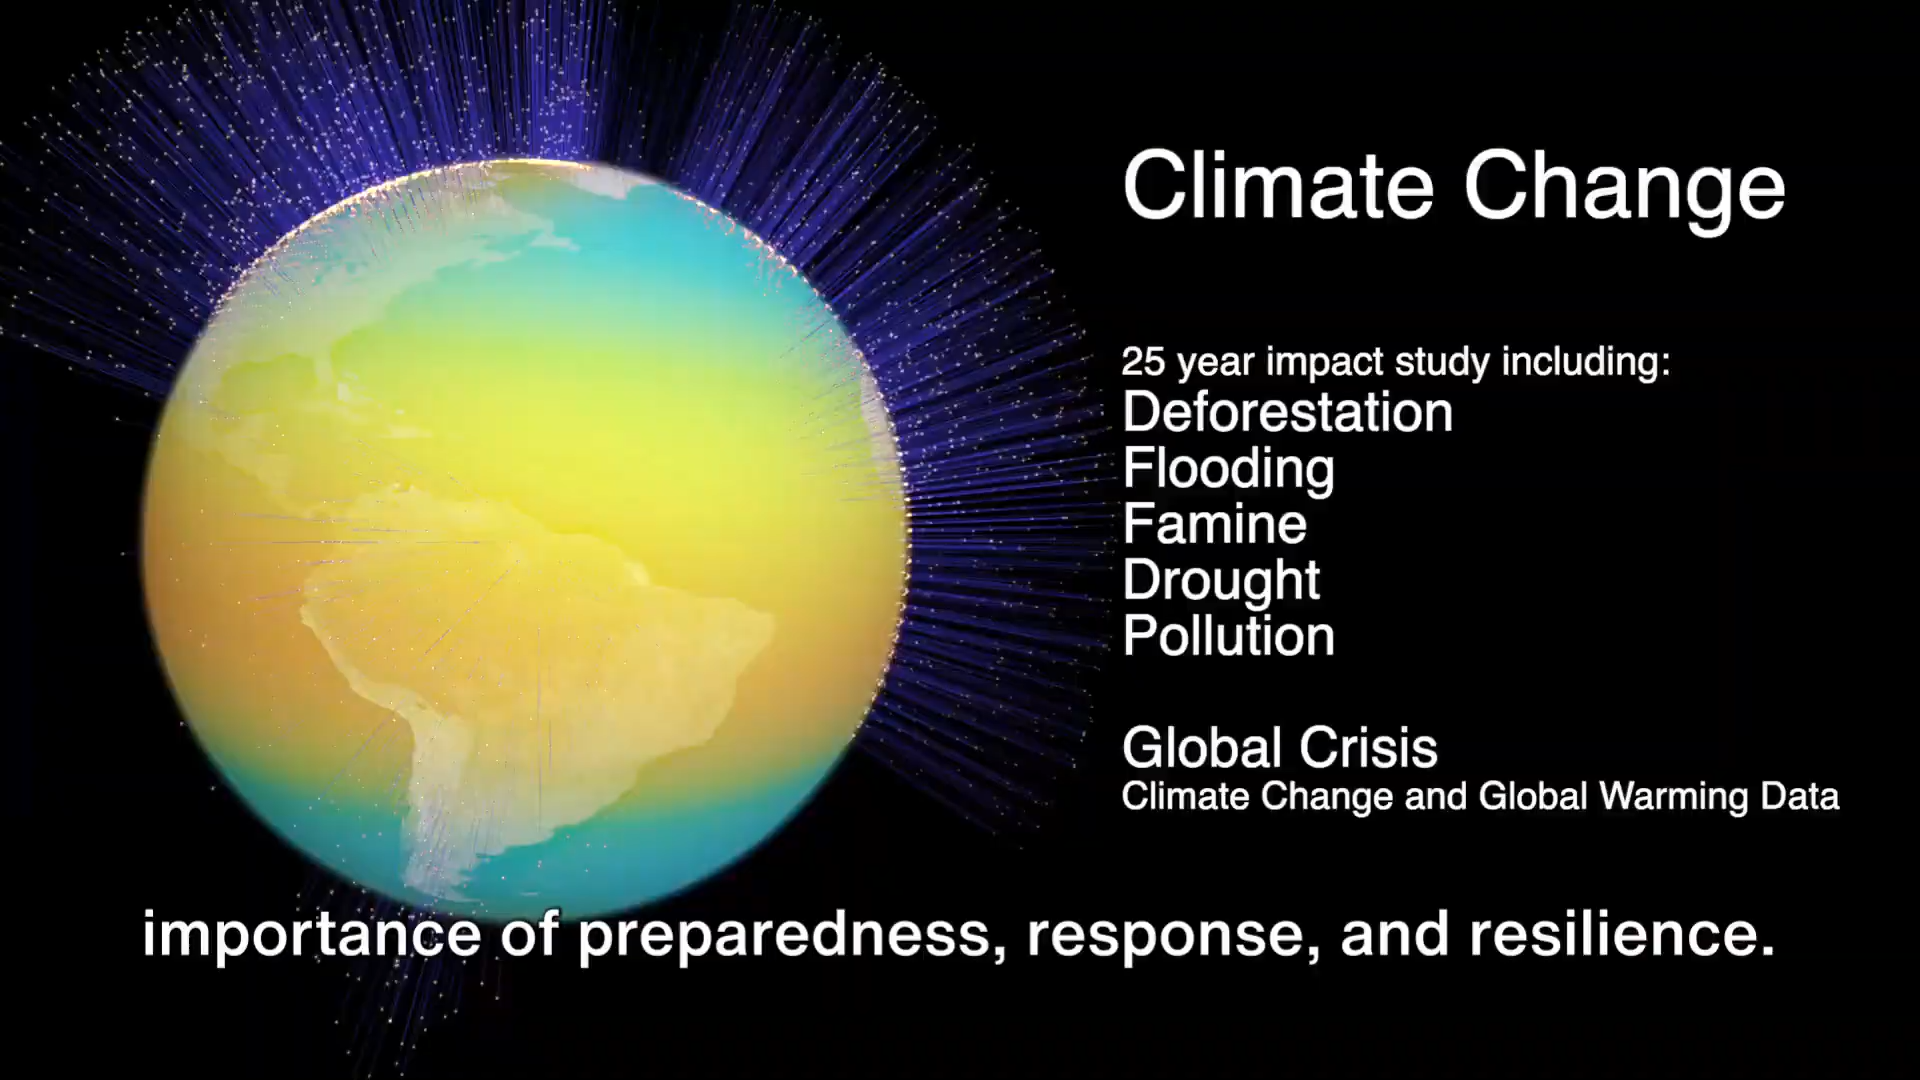 Climate Change
25 year impact study including:
Deforestation
Flooding
Famine
Drought
Pollution
Global Crisis
Climate Change and Global Warming Data
importance of preparedness, response, and resilience.